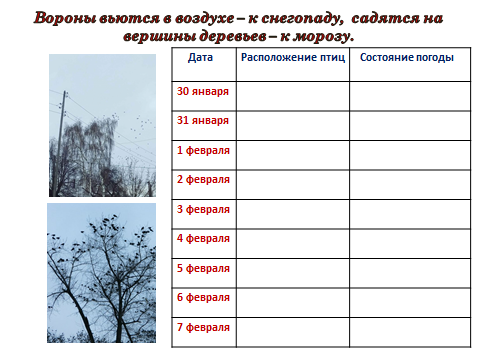 Вороны вьются в воздухе – к снегопаду, садятся на
вершины деревьев – к морозу.
Дата Расположение птиц Состояние погоды
30 января
31 января
1 февраля
2 февраля
3 февраля
4 февраля
5 февраля
6 февраля
7 февраля